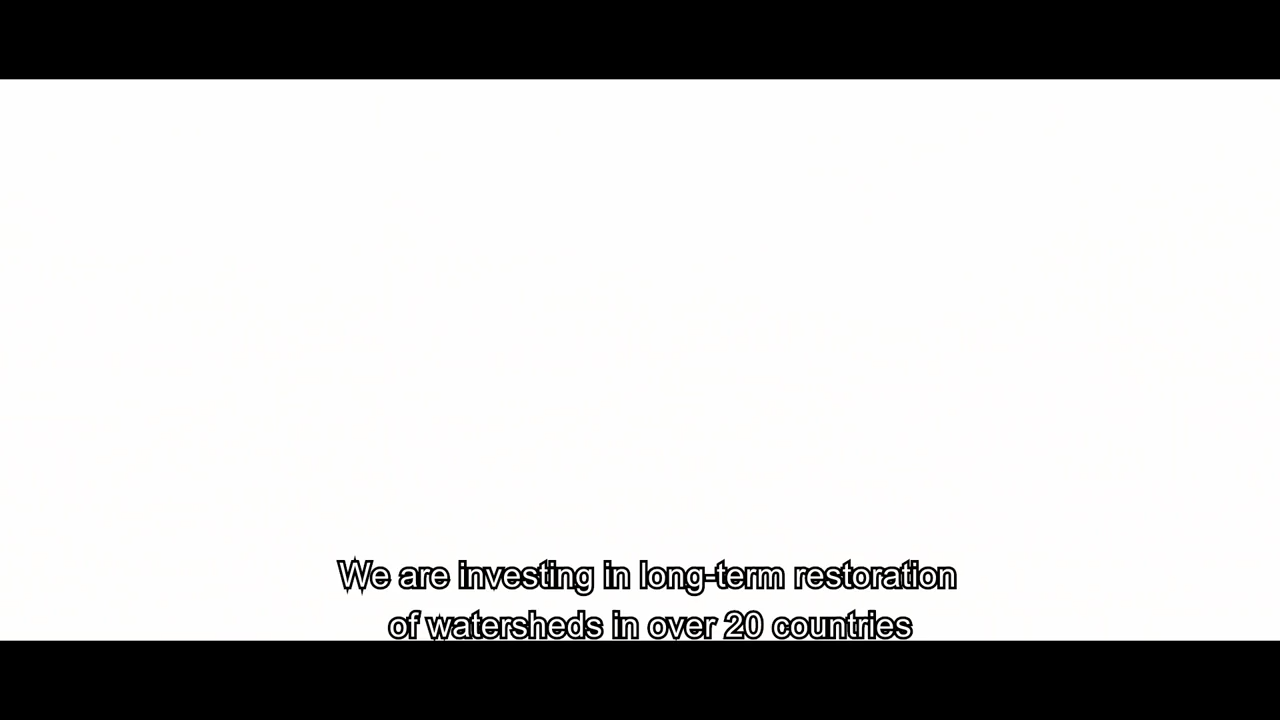 We are investing in long-term restoration
of watersheds in over 20 countries